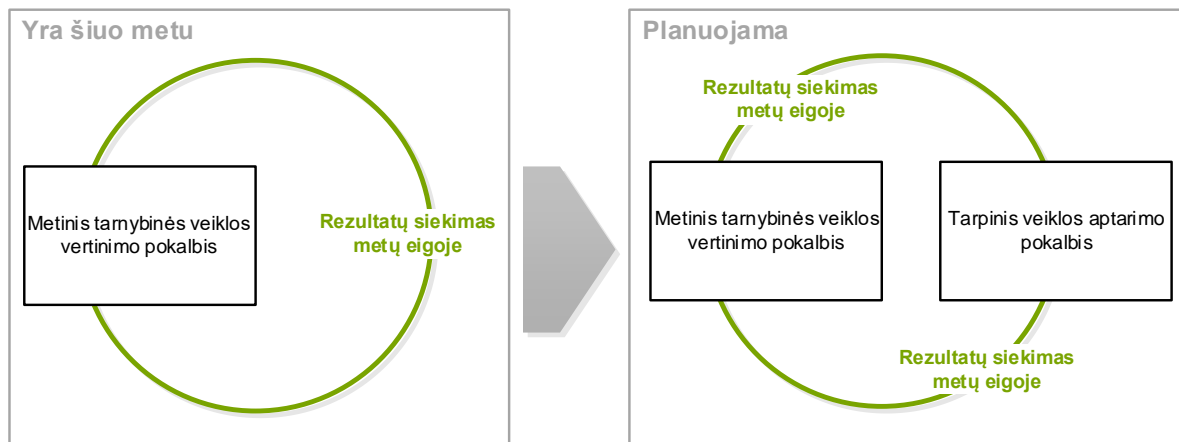 Yra šiuo metu
Metinis tarnybinės veiklos
vertinimo pokalbis
Rezultatų siekimas
metų eigoje
Planuojama
Rezultatų siekimas
metų eigoje
Metinis tarnybinės veiklos
vertinimo pokalbis
Tarpinis veiklos aptarimo
pokalbis
Rezultatų siekimas
metų eigoje